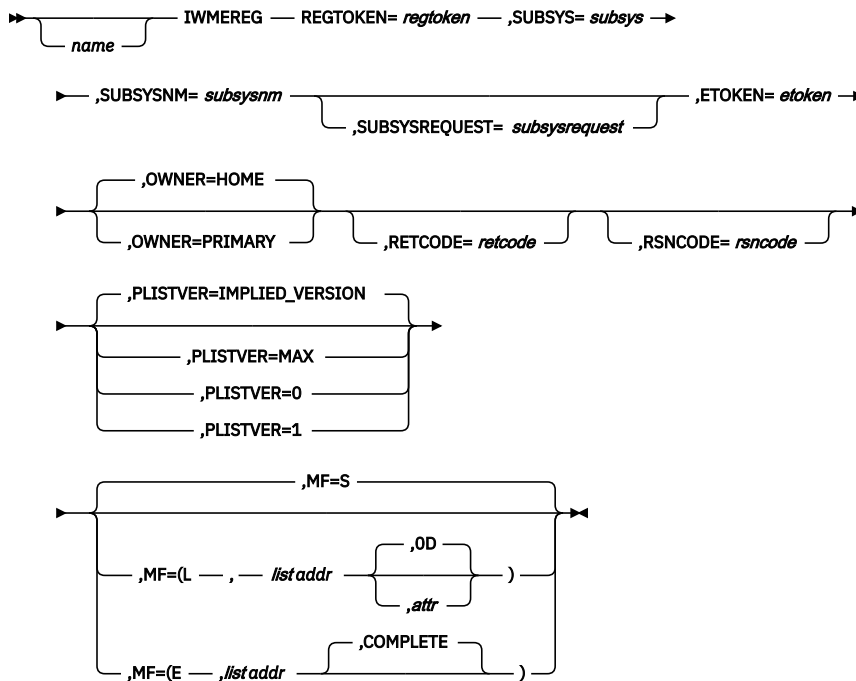 IWMEREG REGTOKEN= regtoken ,SUBSYS= subsys
name
,SUBSYSNM= subsysnm ,ETOKEN= etoken
,SUBSYSREQUEST= subsysrequest
,OWNER=HOME
,OWNER=PRIMARY ,RETCODE= retcode ,RSNCODE= rsncode
,PLISTVER=IMPLIED_VERSION
,PLISTVER=MAX
,PLISTVER=0
,PLISTVER=1
,MF=S
,0D
,MF=(L , list addr )
,attr
,COMPLETE
,MF=(E ,list addr )